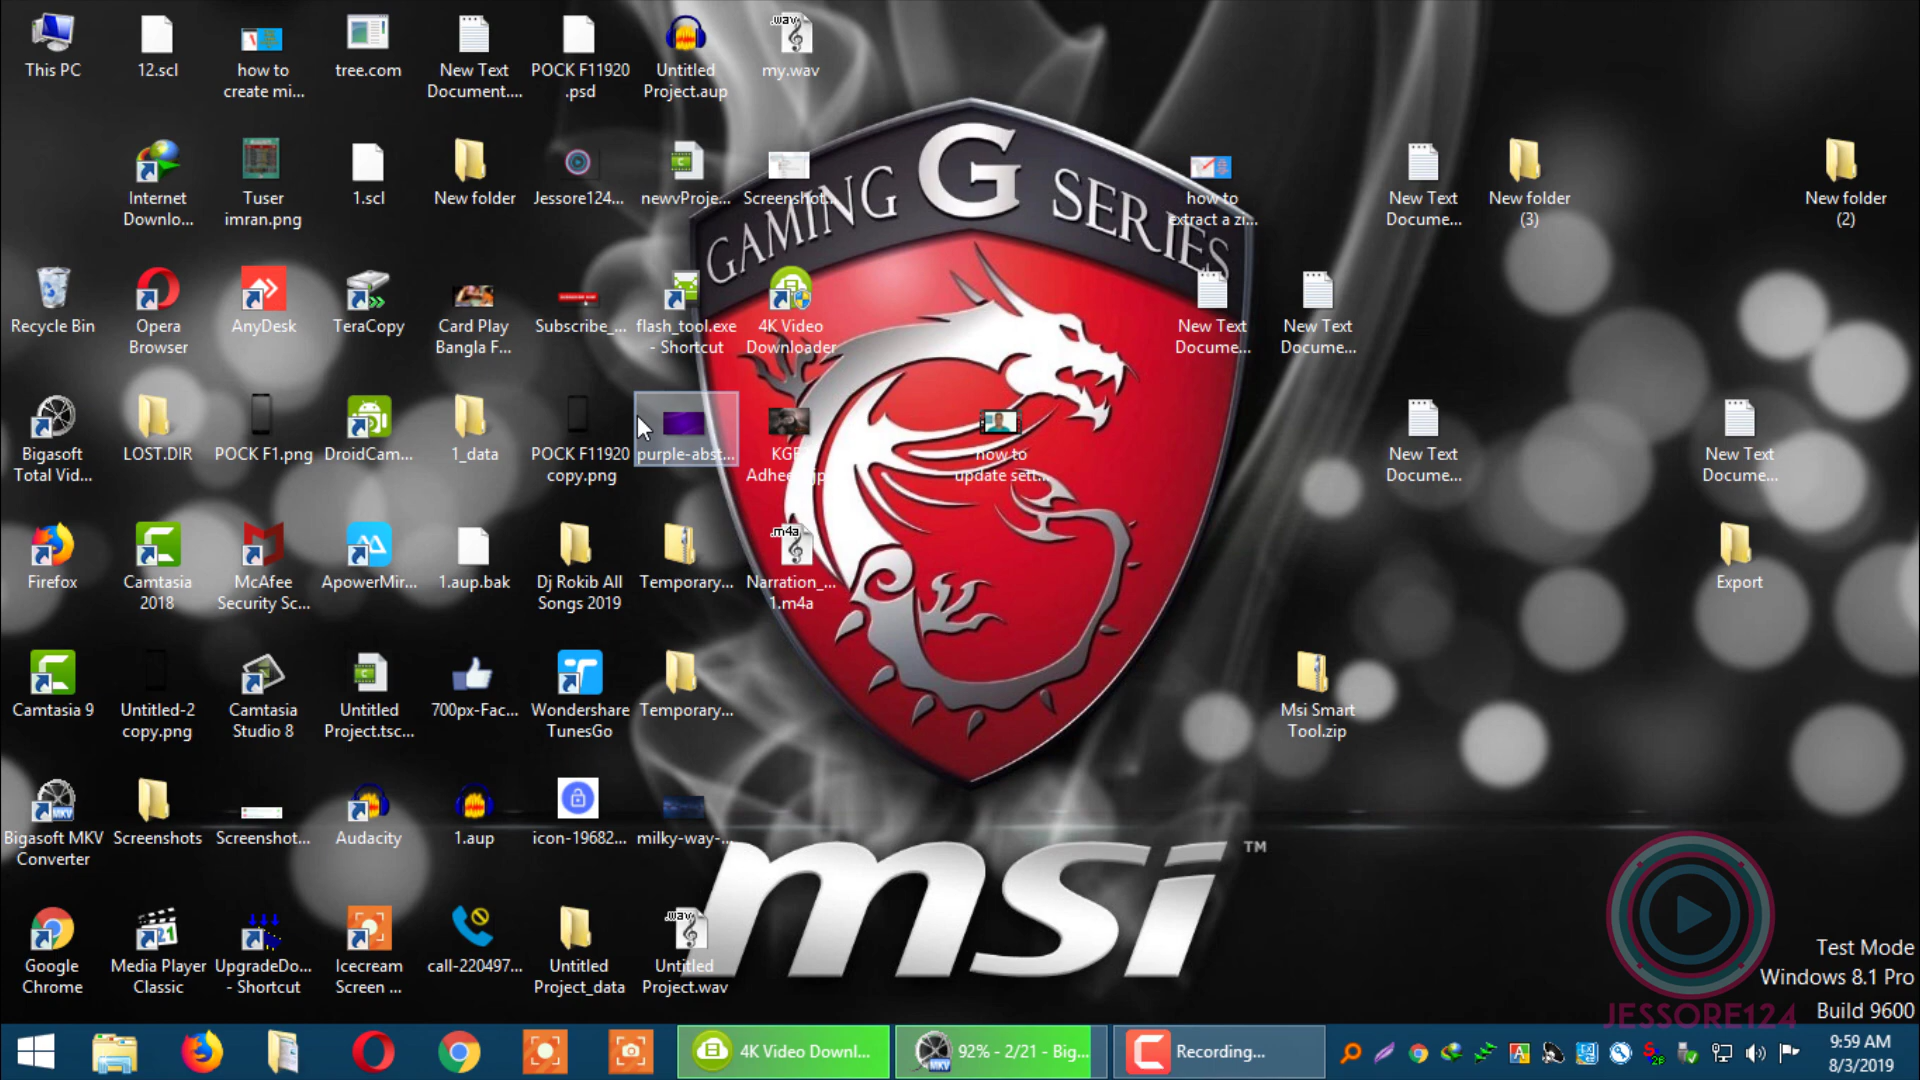 This PC
12.scl
how to
create mi...
tree.com
New Text
Document....
POCK F11920
.psd
Untitled
Project.aup
.wav
my.wav
Internet
Downlo...
Tuser
imran.png
1.scl
New folder
Jessore124...
newvProje...
Screenshot...
how to
extract a zi...
New Text
Docume...
New folder
(3)
New folder
(2)
GAMING G SERIES
Recycle Bin
Opera
Browser
AnyDesk
TeraCopy
Card Play
Bangla F...
Subscribe_...
flash_tool.exe
- Shortcut
4K Video
Downloader
New Text
Docume...
New Text
Docume...
Bigasoft
Total Vid...
LOST.DIR
POCK F1.png
DroidCam...
1_data
POCK F11920
copy.png
purple-abst...
how to
update sett...
New Text
Docume...
New Text
Docume...
Firefox
Camtasia
2018
McAfee
Security Sc...
ApowerMir...
1.aup.bak
Dj Rokib All
Songs 2019
Temporary...
.m4a
Narration_...
1.m4a
Export
Camtasia 9
Untitled-2
copy.png
Camtasia
Studio 8
Untitled
Project.tsc...
700px-Fac...
Wondershare
TunesGo
Temporary...
Msi Smart
Tool.zip
Bigasoft MKV
Converter
Screenshots
Screenshot...
Audacity
1.aup
icon-19682...
milky-way-...
msi TM
Google
Chrome
Media Player
Classic
UpgradeDo...
- Shortcut
Icecream
Screen ...
call-220497...
Untitled
Project_data
.wav
Untitled
Project.wav
Test Mode
Windows 8.1 Pro
Build 9600
JESSORE124
4K Video Downl...
92% - 2/21 - Big...
Recording...
9:59 AM
8/3/2019